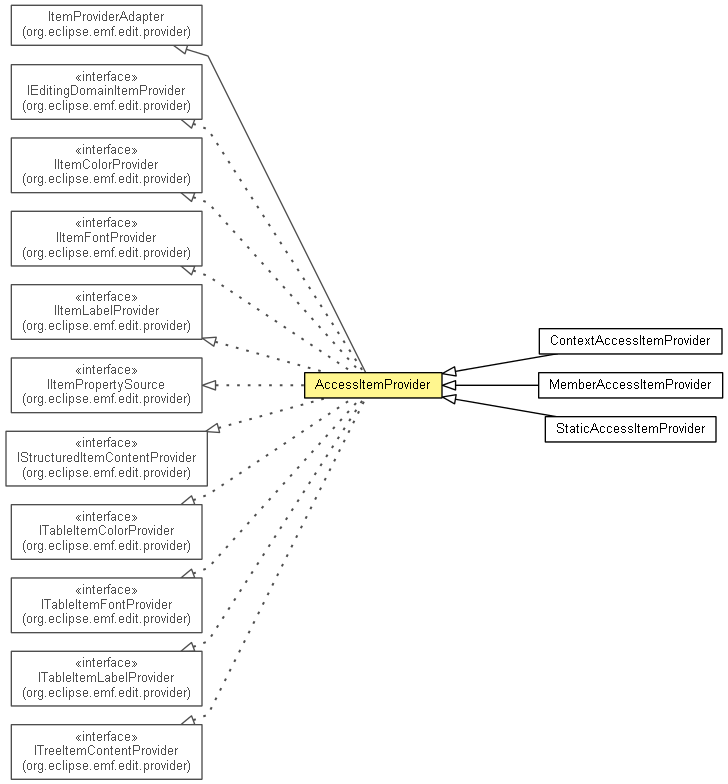 ItemProviderAdapter
(org.eclipse.emf.edit.provider)
«interface»
IEditingDomainItemProvider
(org.eclipse.emf.edit.provider)
«interface»
IItemColorProvider
(org.eclipse.emf.edit.provider)
«interface»
IItemFontProvider
(org.eclipse.emf.edit.provider)
«interface»
IItemLabelProvider
(org.eclipse.emf.edit.provider)
«interface»
IItemPropertySource
(org.eclipse.emf.edit.provider)
«interface»
IStructuredItemContentProvider
(org.eclipse.emf.edit.provider)
«interface»
ITableItemColorProvider
(org.eclipse.emf.edit.provider)
«interface»
ITableItemFontProvider
(org.eclipse.emf.edit.provider)
«interface»
ITableItemLabelProvider
(org.eclipse.emf.edit.provider)
«interface»
ITreeItemContentProvider
(org.eclipse.emf.edit.provider)
AccessItemProvider
ContextAccessItemProvider
MemberAccessItemProvider
StaticAccessItemProvider